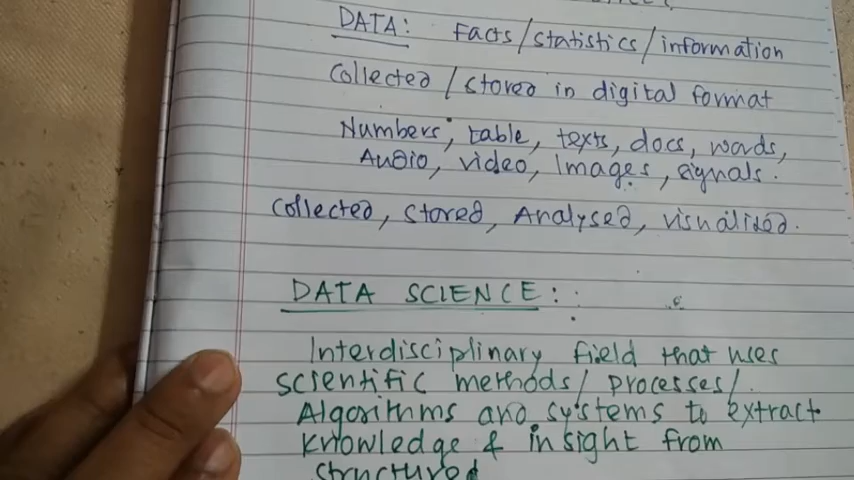 DATA: Facts/statistics/information
Collected/stored in digital format
Numbers, table, texts, docs, words,
Audio, video, Images, signals.
Collected, stored, Analysed, visualized.
DATA SCIENCE:
Interdisciplinary field that uses
scientific methods/ processes/
Algorithms and systems to extract
knowledge & insight from
structured